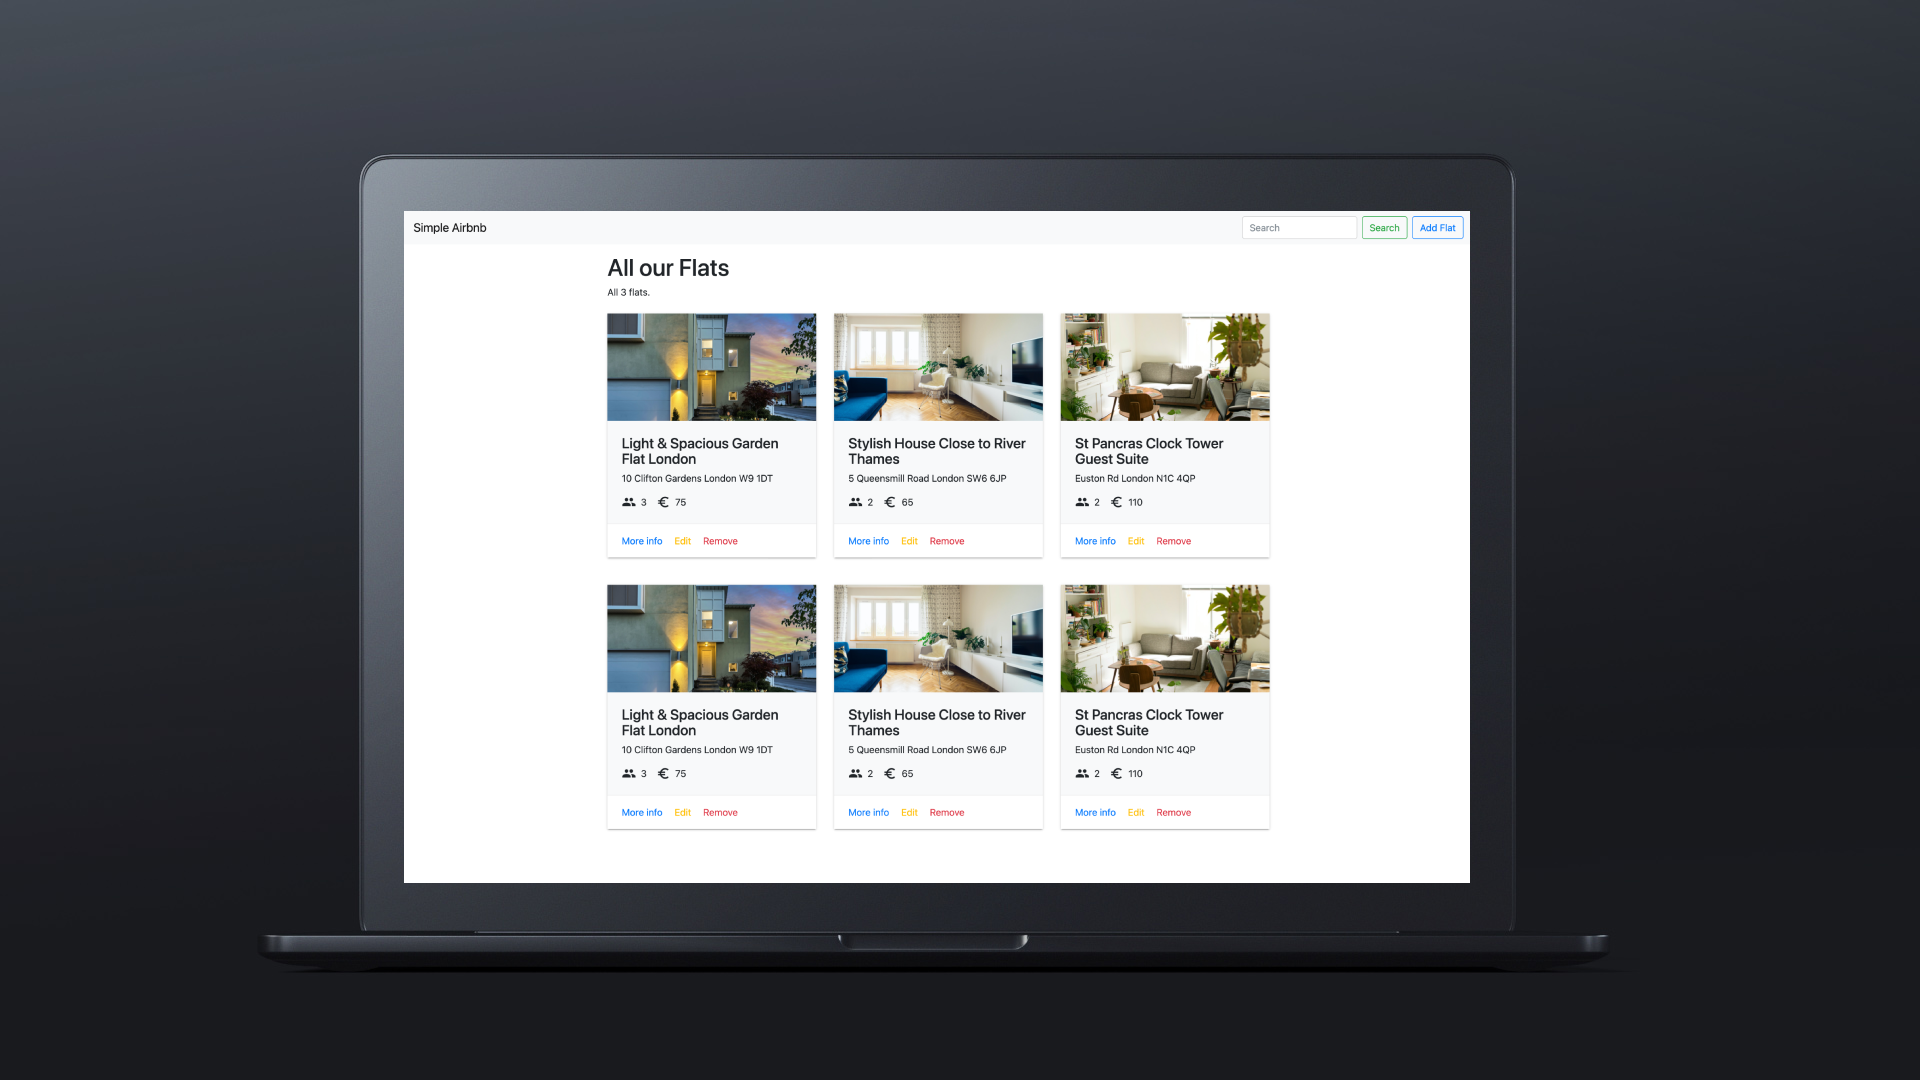 Simple Airbnb
Search
Search
Add Flat
All our Flats
All 3 flats.
Light & Spacious Garden
Flat London
10 Clifton Gardens London W9 1DT
3 € 75
More info Edit Remove
Stylish House Close to River
Thames
5 Queensmill Road London SW6 6JP
2 € 65
More info Edit Remove
St Pancras Clock Tower
Guest Suite
Euston Rd London N1C 4QP
2 € 110
More info Edit Remove
Light & Spacious Garden
Flat London
10 Clifton Gardens London W9 1DT
3 € 75
More info Edit Remove
Stylish House Close to River
Thames
5 Queensmill Road London SW6 6JP
2 € 65
More info Edit Remove
St Pancras Clock Tower
Guest Suite
Euston Rd London N1C 4QP
2 € 110
More info Edit Remove